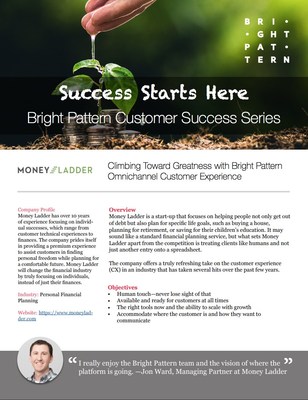 BRI•
•GHT
PAT•
TERN
Success Starts Here
Bright Pattern Customer Success Series
MONEY LADDER
Climbing Toward Greatness with Bright Pattern
Omnichannel Customer Experience
Company Profile
Money Ladder has over 10 years
of experience focusing on individ-
ual successes, which range from
customer technical experiences to
finances. The company prides itself
in providing a premium experience
to assist customers in finding
personal freedom while planning for
a comfortable future. Money Ladder
will change the financial industry
by truly focusing on individuals,
instead of just their finances.
Industry: Personal Financial
Planning
Website: https://www.moneylad-
der.com
Overview
Money Ladder is a start-up that focuses on helping people not only get out
of debt but also plan for specific life goals, such as buying a house,
planning for retirement, or saving for their children's education. It may
sound like a standard financial service, but what sets Money
Ladder apart from the competition is treating clients like humans and not
just another entry onto a spreadsheet.
The company offers a truly refreshing take on the customer experience
(CX) in an industry that has taken several hits over the past few years.
Objectives
• Human touch—never lose sight of that
• Available and ready for customers at all times
• The right tools now and the ability to scale with growth
• Accommodate where the customer is and how they want to
communicate
“I really enjoy the Bright Pattern team and the vision of where the
platform is going. —Jon Ward, Managing Partner at Money Ladder”